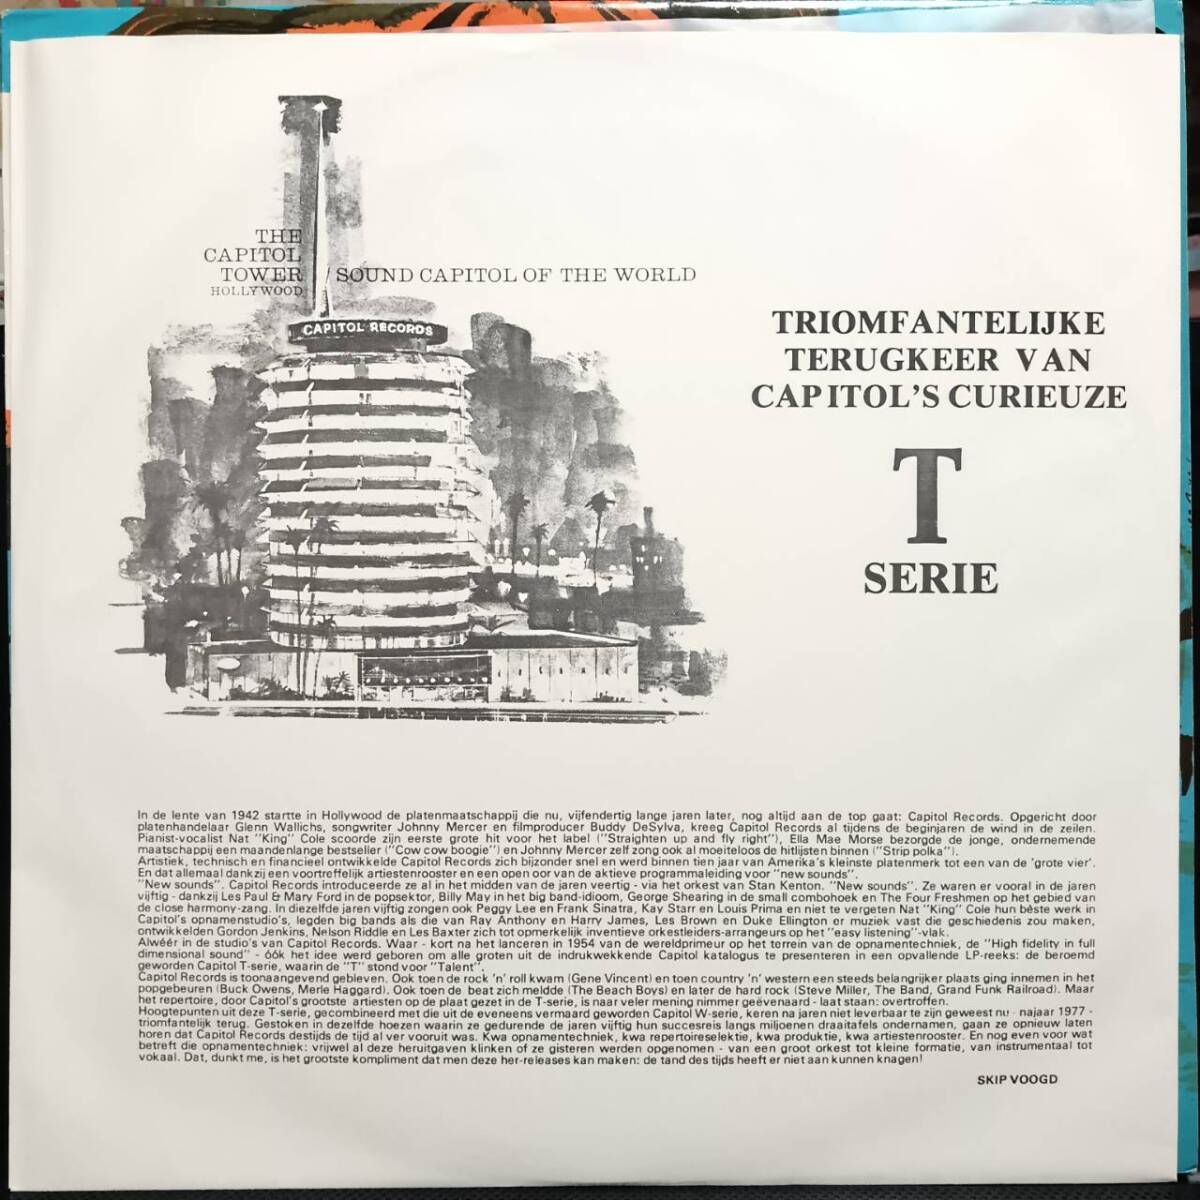 THE
CAPITOL
TOWER
HOLLYWOOD
SOUND CAPITOL OF THE WORLD
CAPITOL RECORDS
TRIOMFANTELIJKE
TERUGKEER VAN
CAPITOL'S CURIEUZE
T
SERIE
In de lente van 1942 startte in Hollywood de platenmaatschappij die nu, vijfendertig lange jaren later, nog altijd aan de top gaat: Capitol Records. Opgericht door
platenhandelaar Glenn Wallichs, songwriter Johnny Mercer en filmproducer Buddy DeSylva, kreeg Capitol Records al tijdens de beginjaren de wind in de zeilen.
Pianist-vocalist Nat "King" Cole scoorde zijn eerste grote hit voor het label ("Straighten up and fly right"), Ella Mae Morse bezorgde de jonge, ondernemende
maatschappij een maandenlange bestseller ("Cow cow boogie") en Johnny Mercer zelf zong ook al moeiteloos de hitlijsten binnen ("Strip polka").
Artistiek, technisch en financieel ontwikkelde Capitol Records zich bijzonder snel en werd binnen tien jaar van Amerika's kleinste platenmerk tot een van de 'grote vier'.
En dat allemaal dankzij een voortreffelijk artiestenrooster en een open oor van de aktieve programmaleiding voor "new sounds".
"New sounds". Capitol Records introduceerde ze al in het midden van de jaren veertig - via het orkest van Stan Kenton. "New sounds". Ze waren er vooral in de jaren
vijftig - dankzij Les Paul & Mary Ford in de popsektor, Billy May in het big band-idioom, George Shearing in de small combohoek en The Four Freshmen op het gebied van
de close harmony-zang. In diezelfde jaren vijftig zongen ook Peggy Lee en Frank Sinatra, Kay Starr en Louis Prima en niet te vergeten Nat "King" Cole hun bèste werk in
Capitol's opnamenstudio's, legden big bands als die van Ray Anthony en Harry James, Les Brown en Duke Ellington er muziek vast die geschiedenis zou maken,
ontwikkelden Gordon Jenkins, Nelson Riddle en Les Baxter zich tot opmerkelijk inventieve orkestleiders-arrangeurs op het "easy listening"-vlak.
Alwéér in de studio's van Capitol Records. Waar - kort na het lanceren in 1954 van de wereldprimeur op het terrein van de opnamentechniek, de "High fidelity in full
dimensional sound" - óók het idee werd geboren om alle groten uit de indrukwekkende Capitol katalogus te presenteren in een opvallende LP-reeks: de beroemd
geworden Capitol T-serie, waarin de "T" stond voor "Talent".
Capitol Records is toonaangevend gebleven. Ook toen de rock 'n' roll kwam (Gene Vincent) en toen country 'n' western een steeds belangrijker plaats ging innemen in het
popgebeuren (Buck Owens, Merle Haggard). Ook toen de beat zich meldde (The Beach Boys) en later de hard rock (Steve Miller, The Band, Grand Funk Railroad). Maar
het repertoire, door Capitol's grootste artiesten op de plaat gezet in de T-serie, is naar veler mening nimmer geëvenaard - laat staan: overtroffen.
Hoogtepunten uit deze T-serie, gecombineerd met die uit de eveneens vermaard geworden Capitol W-serie, keren na jaren niet leverbaar te zijn geweest nu - najaar 1977 -
triomfantelijk terug. Gestoken in dezelfde hoezen waarin ze gedurende de jaren vijftig hun succesreis langs miljoenen draaitafels ondernamen, gaan ze opnieuw laten
horen dat Capitol Records destijds de tijd al ver vooruit was. Kwa opnamentechniek, kwa repertoireselektie, kwa produktie, kwa artiestenrooster. En nog even voor wat
betreft die opnamentechniek: vrijwel al deze heruitgaven klinken of ze gisteren werden opgenomen - van een groot orkest tot kleine formatie, van instrumentaal tot
vokaal. Dat, dunkt me, is het grootste kompliment dat men deze her-releases kan maken: de tand des tijds heeft er niet aan kunnen knagen!
SKIP VOOGD